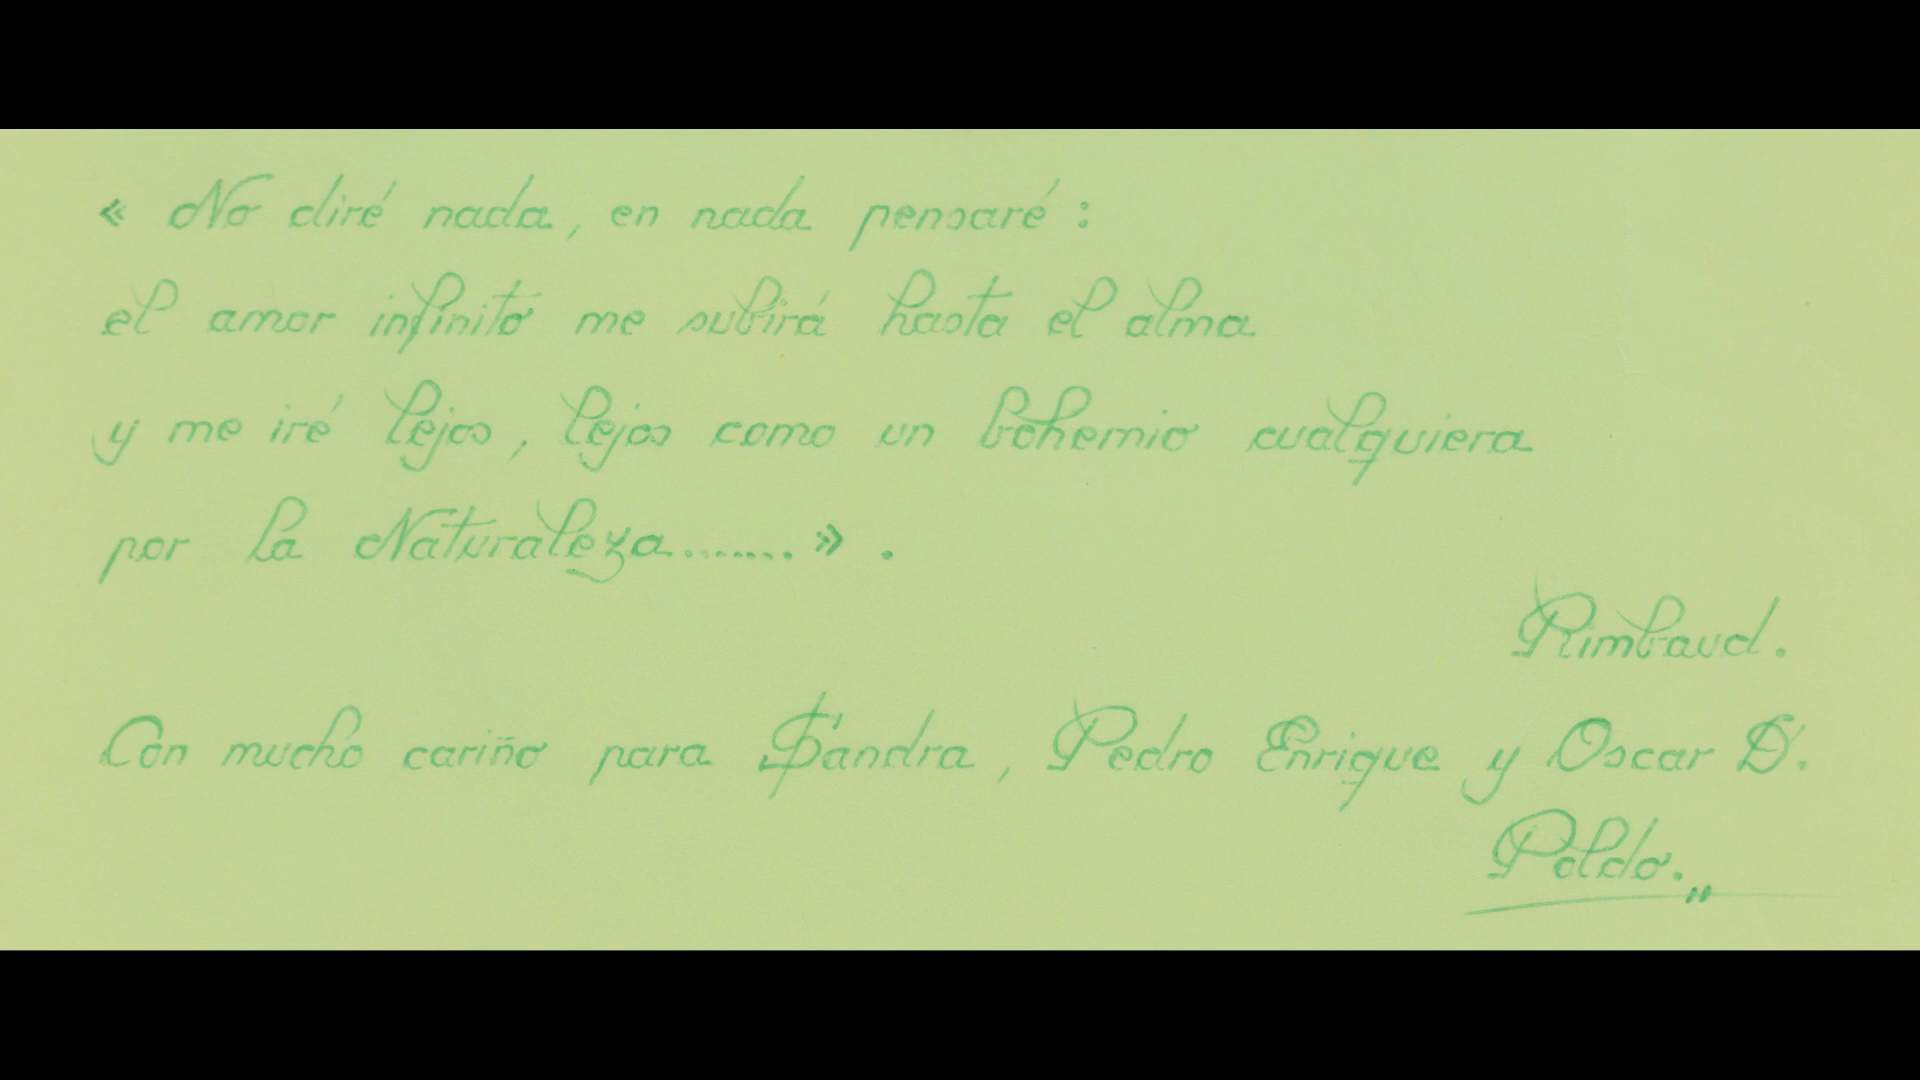 « No diré nada, en nada pensaré:
el amor infinito me subirá hasta el alma
y me iré lejos, lejos como un bohemio cualquiera
por la Naturaleza....... ».
Rimbaud.
Con mucho cariño para Sandra, Pedro Enrique y Oscar D.
Poldo.„